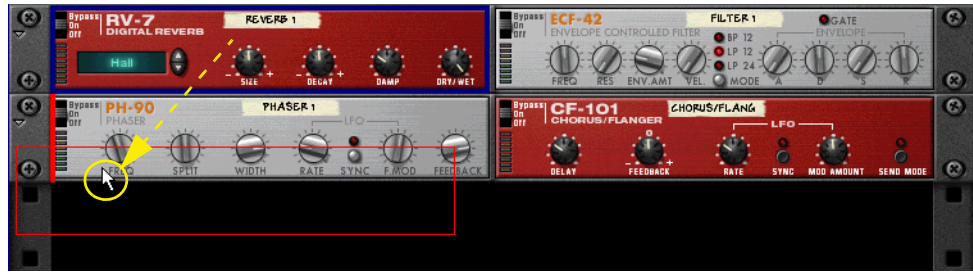 Bypass
On
Off
RV-7
DIGITAL REVERB
REVERB 1
Hall
SIZE
DECAY
DAMP
DRY/WET
Bypass
On
Off
ECF-42
ENVELOPE CONTROLLED FILTER
FILTER 1
GATE
BP 12
LP 12
LP 24
MODE
ENVELOPE
FREQ
RES
ENV.AMT
VEL.
A
D
S
R
Bypass
On
Off
PH-90
PHASER
PHASER 1
LFO
FREQ
SPLIT
WIDTH
RATE
SYNC
F.MOD
FEEDBACK
Bypass
On
Off
CF-101
CHORUS/FLANGER
CHORUS/FLANG
LFO
0
DELAY
- FEEDBACK +
RATE
SYNC
MOD AMOUNT
SEND MODE